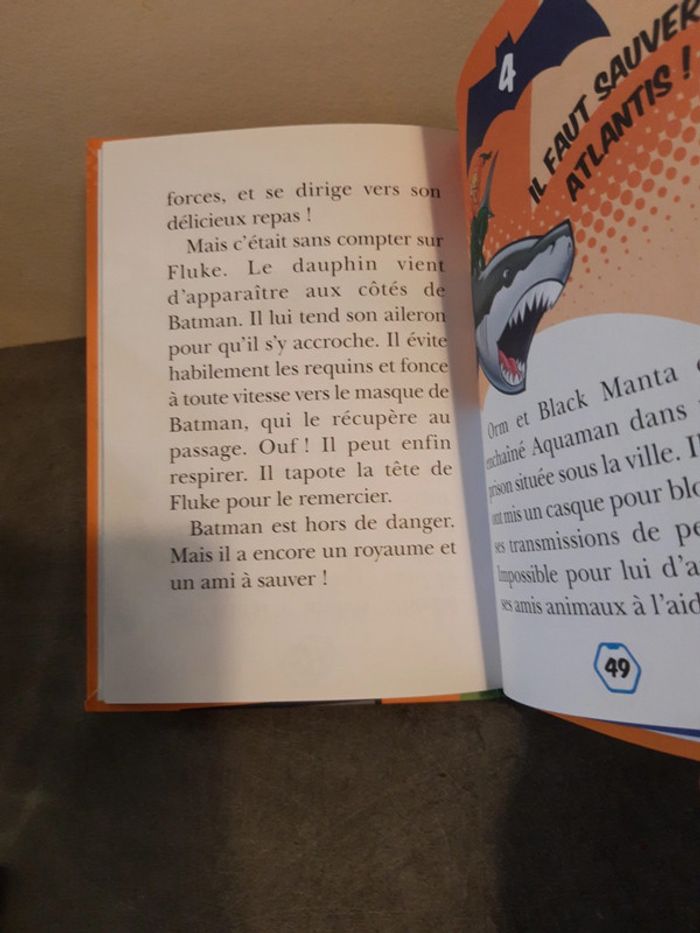 forces, et se dirige vers son
délicieux repas !
Mais c'était sans compter sur
Fluke. Le dauphin vient
d'apparaître aux côtés de
Batman. Il lui tend son aileron
pour qu'il s'y accroche. Il évite
habilement les requins et fonce
à toute vitesse vers le masque de
Batman, qui le récupère au
passage. Ouf ! Il peut enfin
respirer. Il tapote la tête de
Fluke pour le remercier.
Batman est hors de danger.
Mais il a encore un royaume et
un ami à sauver !
4
IL FAUT SAUVER
ATLANTIS !
Orm et Black Manta
enchaîné Aquaman dans
prison située sous la ville.
ont mis un casque pour
ses transmissions de
Impossible pour lui
ses amis animaux à
49